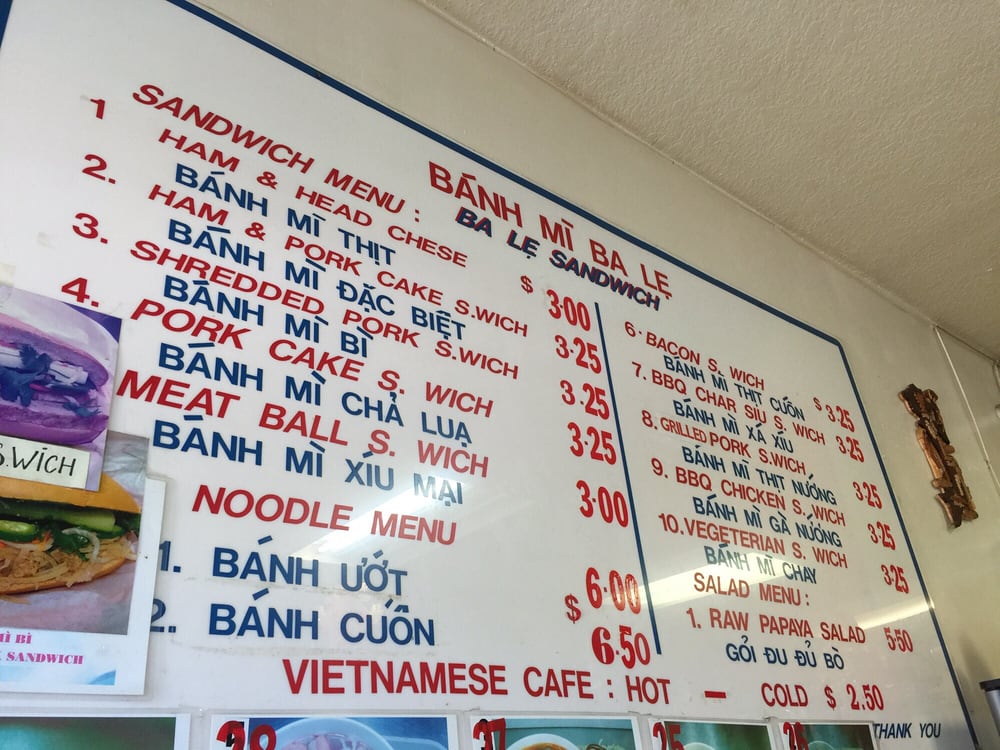 BÁNH MÌ BA LẸ
BA LẸ SANDWICH
SANDWICH MENU :
1 HAM & HEAD CHESE
BÁNH MÌ THỊT $ 3.00
2. HAM & PORK CAKE S.WICH
BÁNH MÌ ĐẶC BIỆT 3.25
3. SHREDDED PORK S.WICH
BÁNH MÌ BÌ 3.25
4. PORK CAKE S. WICH
BÁNH MÌ CHẢ LUẠ 3.25
MEAT BALL S. WICH
BÁNH MÌ XÍU MẠI 3.00
NOODLE MENU
1. BÁNH ƯỚT $ 6.00
2. BÁNH CUỐN 6.50
6. BACON S. WICH
BÁNH MÌ THỊT CUỐN $ 3.25
7. BBQ CHAR SIU S. WICH
BÁNH MÌ XÁ XÍU 3.25
8. GRILLED PORK S.WICH
BÁNH MÌ THỊT NƯỚNG 3.25
9. BBQ CHICKEN S. WICH
BÁNH MÌ GÀ NƯỚNG 3.25
10. VEGETERIAN S. WICH
BÁNH MÌ CHAY 3.25
SALAD MENU :
1. RAW PAPAYA SALAD 5.50
GỎI ĐU ĐỦ BÒ
VIETNAMESE CAFE : HOT – COLD $ 2.50
THANK YOU
S.WICH
MÌ BÌ
SANDWICH
38
37